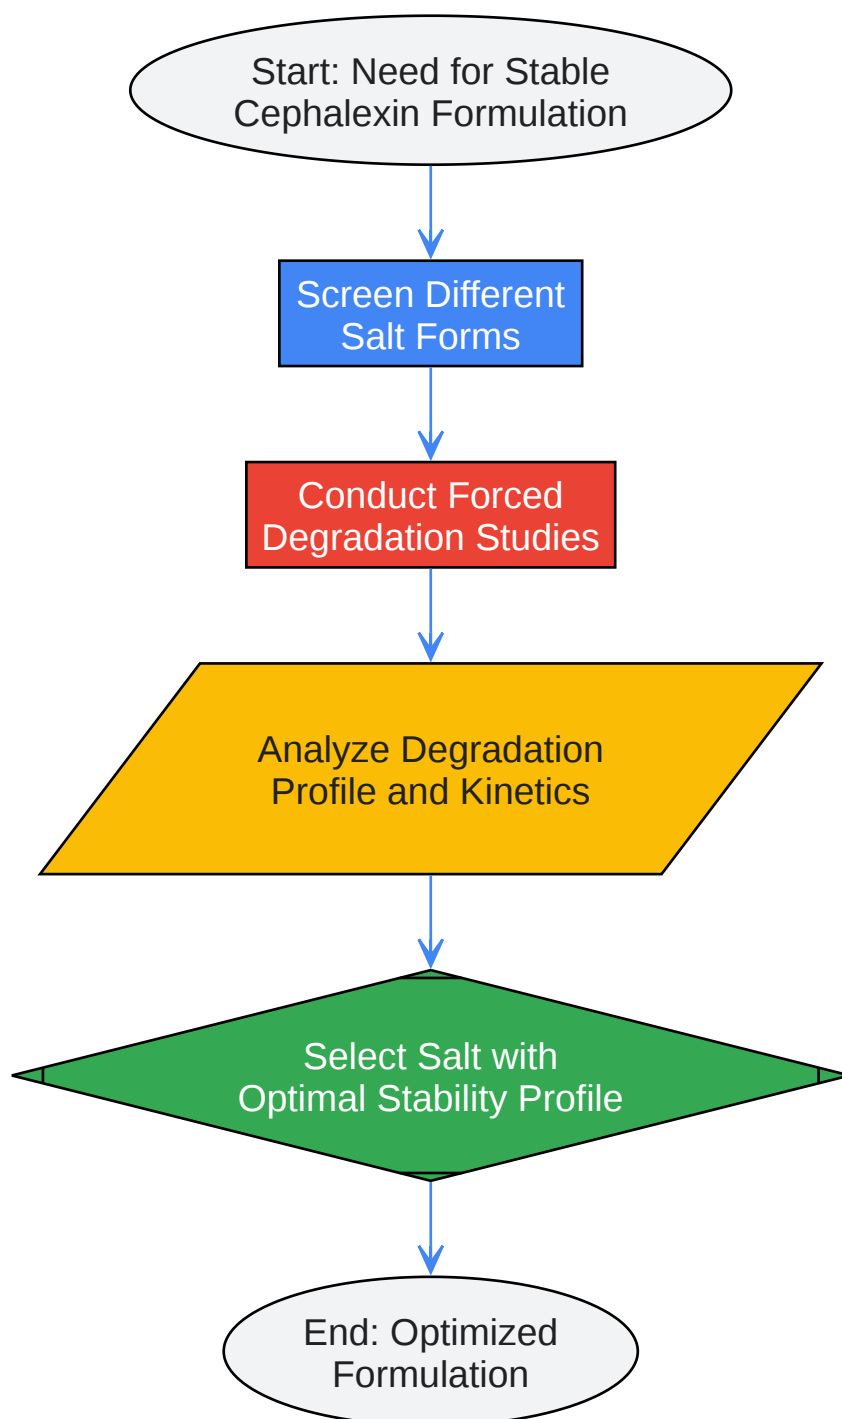 Start: Need for Stable
Cephalexin Formulation
Screen Different
Salt Forms
Conduct Forced
Degradation Studies
Analyze Degradation
Profile and Kinetics
Select Salt with
Optimal Stability Profile
End: Optimized
Formulation